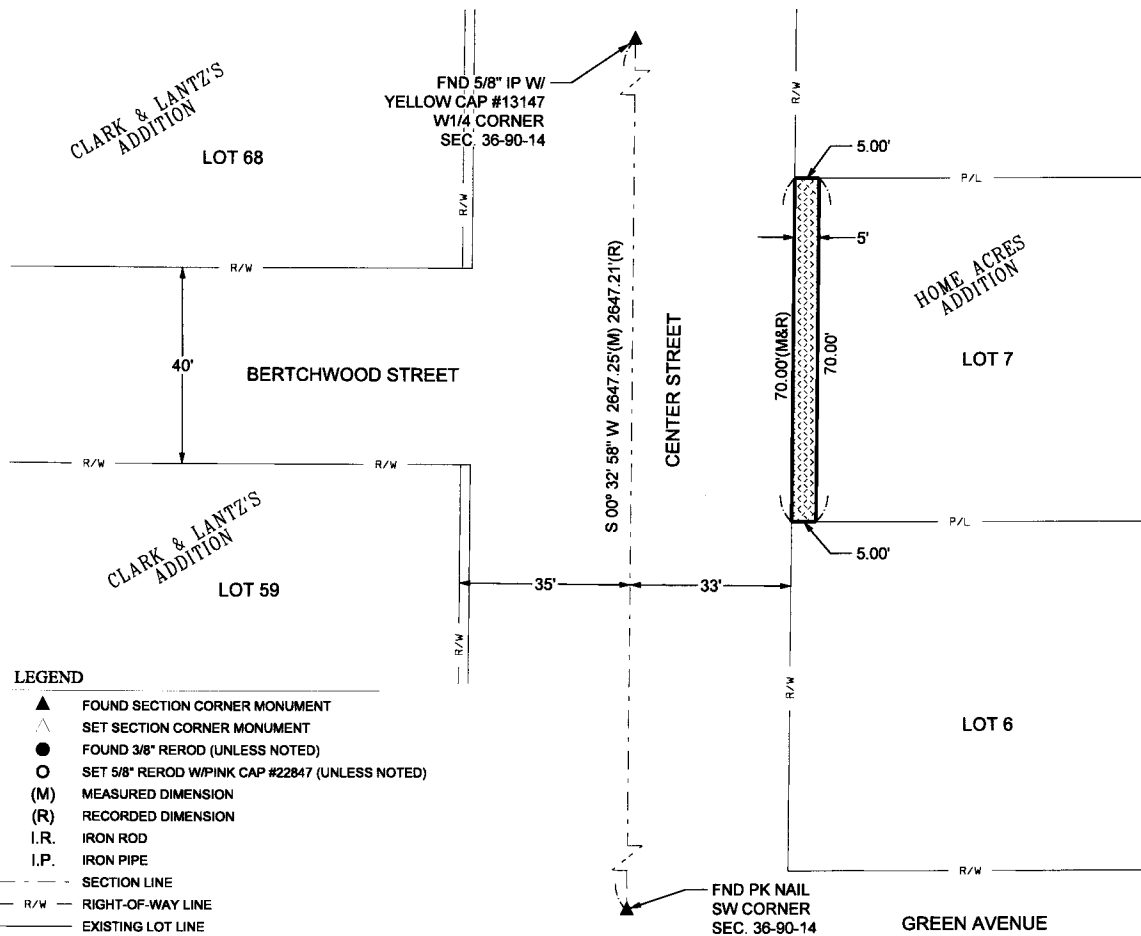 FND 5/8" IP W/
YELLOW CAP #13147
W1/4 CORNER
SEC. 36-90-14
CLARK & LANTZ'S
ADDITION
LOT 68
R/W
R/W
R/W
5.00'
P/L
5'
HOME ACRES
ADDITION
R/W
40'
BERTCHWOOD STREET
S 00° 32' 58" W 2647.25'(M) 2647.21'(R)
CENTER STREET
70.00'(M&R)
70.00'
LOT 7
R/W
R/W
CLARK & LANTZ'S
ADDITION
P/L
5.00'
LOT 59
35'
33'
R/W
R/W
LOT 6
LEGEND
FOUND SECTION CORNER MONUMENT
SET SECTION CORNER MONUMENT
FOUND 3/8" REROD (UNLESS NOTED)
SET 5/8" REROD W/PINK CAP #22847 (UNLESS NOTED)
(M) MEASURED DIMENSION
(R) RECORDED DIMENSION
I.R. IRON ROD
I.P. IRON PIPE
SECTION LINE
R/W RIGHT-OF-WAY LINE
EXISTING LOT LINE
R/W
FND PK NAIL
SW CORNER
SEC. 36-90-14
GREEN AVENUE